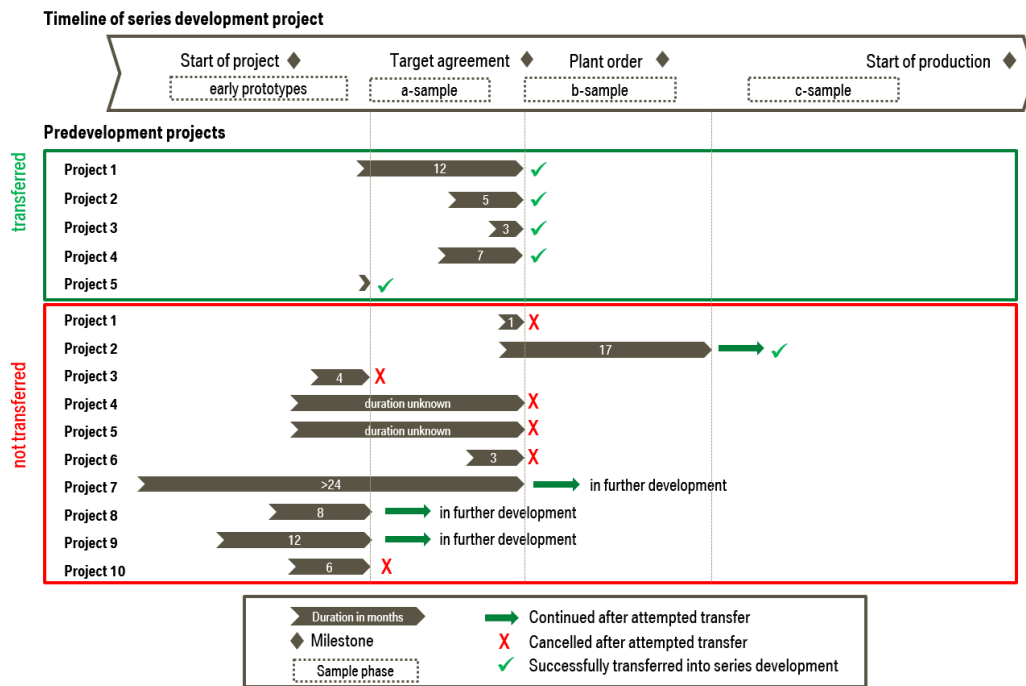 Timeline of series development project
Start of project
Target agreement
Plant order
Start of production
early prototypes
a-sample
b-sample
c-sample
Predevelopment projects
transferred
Project 1
12
Project 2
5
Project 3
3
Project 4
7
Project 5
not transferred
Project 1
1
Project 2
17
Project 3
4
Project 4
duration unknown
Project 5
duration unknown
Project 6
3
Project 7
>24
in further development
Project 8
8
in further development
Project 9
12
in further development
Project 10
6
Duration in months
Continued after attempted transfer
Milestone
Cancelled after attempted transfer
Sample phase
Successfully transferred into series development